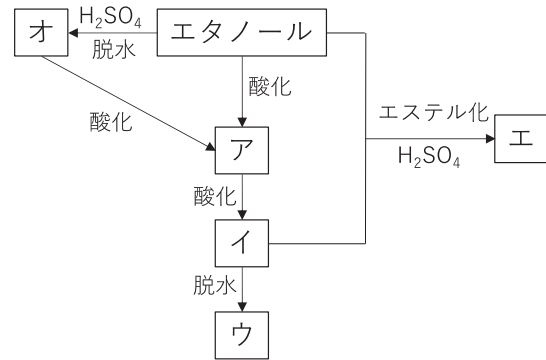 オ
H₂SO₄
脱水
エタノール
酸化
酸化
ア
エステル化
H₂SO₄
エ
酸化
イ
脱水
ウ